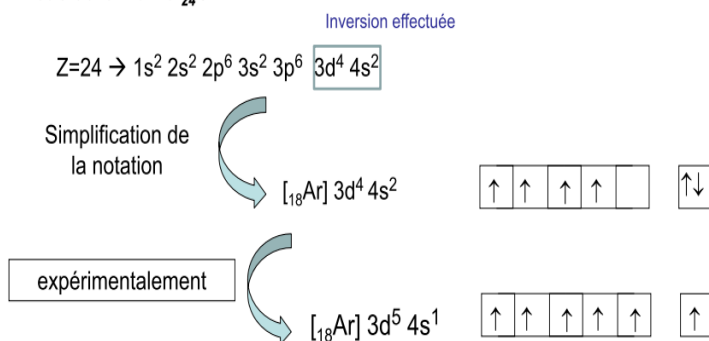 24
Inversion effectuée
Z=24 → 1s² 2s² 2p⁶ 3s² 3p⁶ 3d⁴ 4s²
Simplification de
la notation
[₁₈Ar] 3d⁴ 4s²
↑ ↑ ↑ ↑ ↑↓
expérimentalement
[₁₈Ar] 3d⁵ 4s¹
↑ ↑ ↑ ↑ ↑ ↑